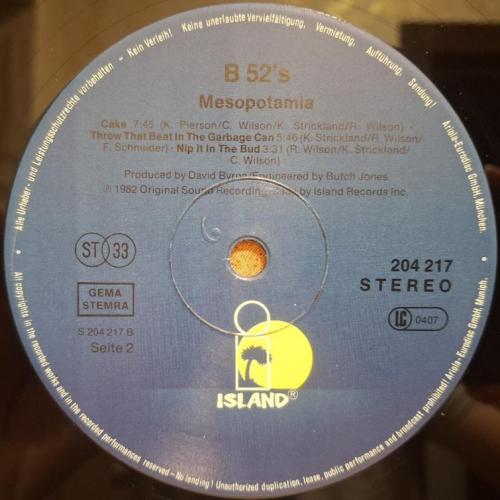 B 52's
Mesopotamia
Cake 7:45 (K. Pierson/C. Wilson/K. Strickland/R. Wilson) ·
Throw That Beat In The Garbage Can 5:46 (K. Strickland/R. Wilson/
F. Schneider) · Nip It In The Bud 3:31 (R. Wilson/K. Strickland/
C. Wilson)
Produced by David Byrne/Engineered by Butch Jones
℗ 1982 Original Sound Recordings by Island Records Inc.
ST 33
GEMA
STEMRA
S 204 217.B
Seite 2
204 217
STEREO
LC 0407
ISLAND®
Alle Urheber- und Leistungsschutzrechte vorbehalten – Kein Verleih! Keine unerlaubte Vervielfältigung, Vermietung, Aufführung, Sendung! Ariola-Eurodisc GmbH, München.
All copyrights in the recorded works and in the recorded performances reserved – No lending! Unauthorized duplication, lease, public performance and broadcast prohibited! Ariola-Eurodisc GmbH, Munich.